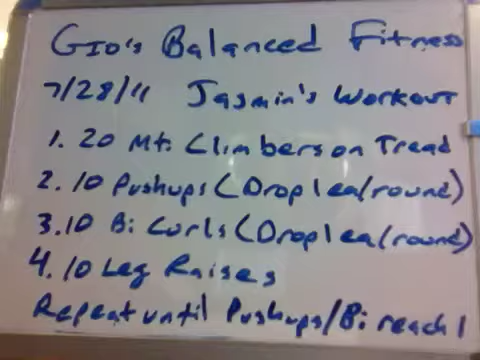 Gio's Balanced Fitness
7/28/11 Jasmin's Workout
1. 20 Mt. Climbers on Tread
2. 10 Pushups (Drop 1 ea/round)
3. 10 Bi Curls (Drop 1 ea/round)
4. 10 Leg Raises
Repeat until Pushups/Bi reach 1